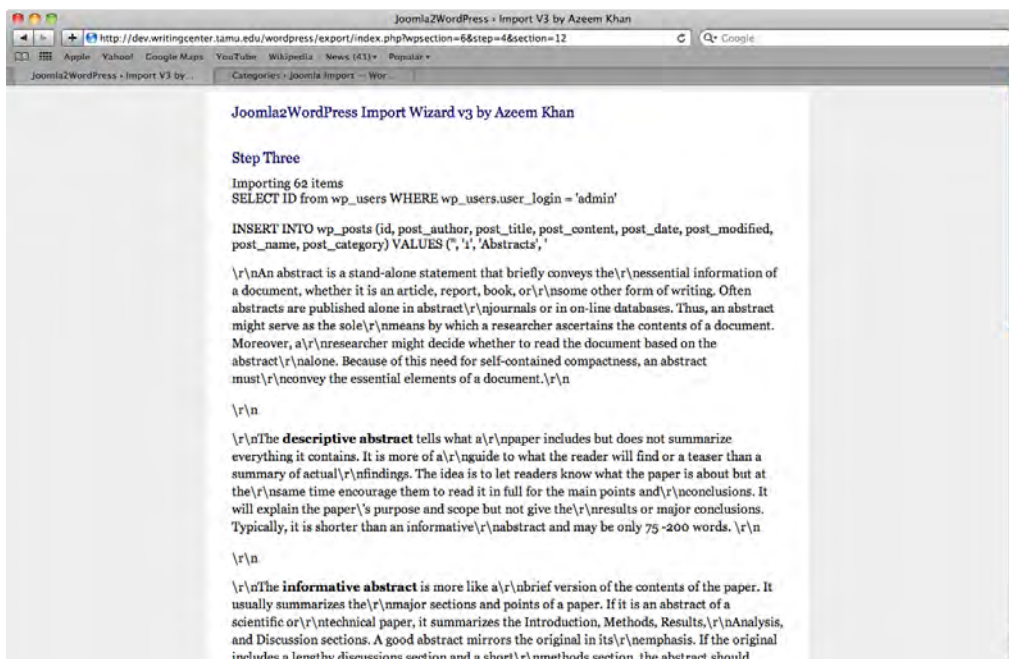 Joomla2WordPress › Import V3 by Azeem Khan
http://dev.writingcenter.tamu.edu/wordpress/export/index.php?wpsection=6&step=4&section=12
Google
Apple Yahoo! Google Maps YouTube Wikipedia News (41) Popular
Joomla2WordPress › Import V3 by ...
Categories › Joomla Import — Wor...
Joomla2WordPress Import Wizard v3 by Azeem Khan
Step Three
Importing 62 items
SELECT ID from wp_users WHERE wp_users.user_login = 'admin'
INSERT INTO wp_posts (id, post_author, post_title, post_content, post_date, post_modified,
post_name, post_category) VALUES ('', '1', 'Abstracts', '
\r\nAn abstract is a stand-alone statement that briefly conveys the\r\nessential information of
a document, whether it is an article, report, book, or\r\nsome other form of writing. Often
abstracts are published alone in abstract\r\njournals or in on-line databases. Thus, an abstract
might serve as the sole\r\nmeans by which a researcher ascertains the contents of a document.
Moreover, a\r\nresearcher might decide whether to read the document based on the
abstract\r\nalone. Because of this need for self-contained compactness, an abstract
must\r\nconvey the essential elements of a document.\r\n
\r\n
\r\nThe descriptive abstract tells what a\r\npaper includes but does not summarize
everything it contains. It is more of a\r\nguide to what the reader will find or a teaser than a
summary of actual\r\nfindings. The idea is to let readers know what the paper is about but at
the\r\nsame time encourage them to read it in full for the main points and\r\nconclusions. It
will explain the paper\'s purpose and scope but not give the\r\nresults or major conclusions.
Typically, it is shorter than an informative\r\nabstract and may be only 75 -200 words. \r\n
\r\n
\r\nThe informative abstract is more like a\r\nbrief version of the contents of the paper. It
usually summarizes the\r\nmajor sections and points of a paper. If it is an abstract of a
scientific or\r\ntechnical paper, it summarizes the Introduction, Methods, Results,\r\nAnalysis,
and Discussion sections. A good abstract mirrors the original in its\r\nemphasis. If the original
includes a lengthy discussions section and a short\r\nmethods section, the abstract should